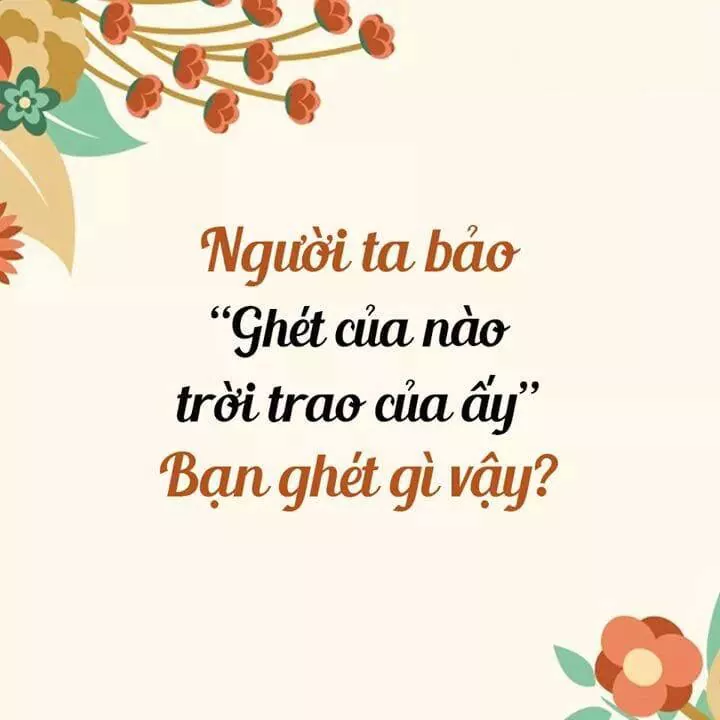 Người ta bảo
“Ghét của nào
trời trao của ấy”
Bạn ghét gì vậy?